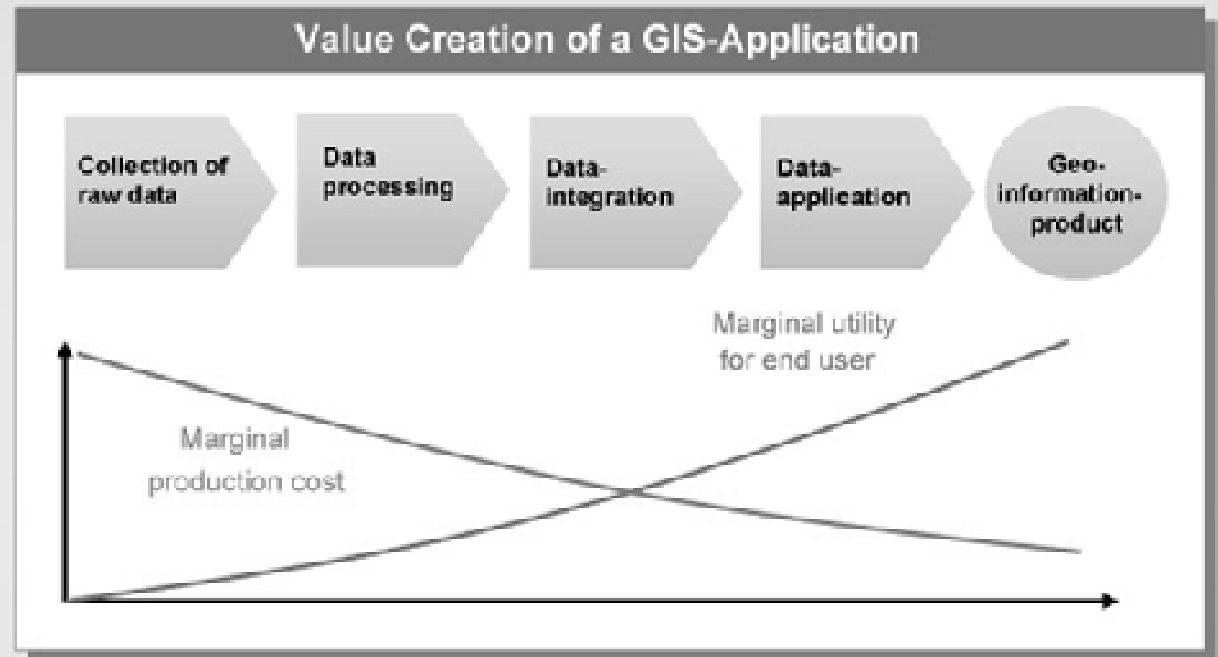 Value Creation of a GIS-Application
Collection of
raw data
Data
processing
Data-
integration
Data-
application
Geo-
information-
product
Marginal utility
for end user
Marginal
production cost